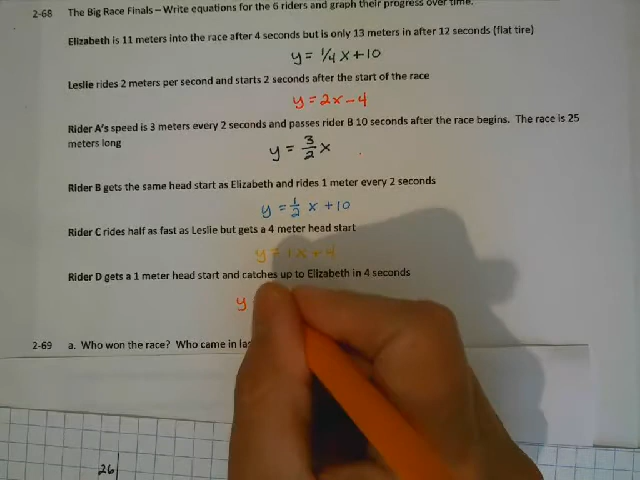 2-68 The Big Race Finals – Write equations for the 6 riders and graph their progress over time.
Elizabeth is 11 meters into the race after 4 seconds but is only 13 meters in after 12 seconds (flat tire)
y = 1/4 x + 10
Leslie rides 2 meters per second and starts 2 seconds after the start of the race
y = 2x - 4
Rider A's speed is 3 meters every 2 seconds and passes rider B 10 seconds after the race begins. The race is 25
meters long
y = 3/2 x
Rider B gets the same head start as Elizabeth and rides 1 meter every 2 seconds
y = 1/2 x + 10
Rider C rides half as fast as Leslie but gets a 4 meter head start
y = 1x + 4
Rider D gets a 1 meter head start and catches up to Elizabeth in 4 seconds
y
2-69 a. Who won the race? Who came in
26